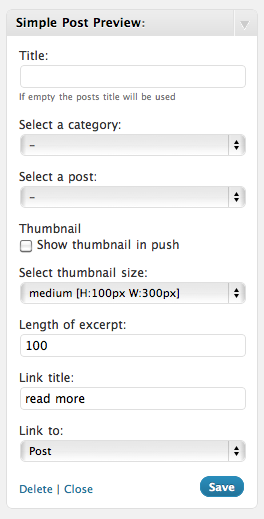 Simple Post Preview:
Title:
If empty the posts title will be used
Select a category:
–
Select a post:
–
Thumbnail
Show thumbnail in push
Select thumbnail size:
medium [H:100px W:300px]
Length of excerpt:
100
Link title:
read more
Link to:
Post
Delete | Close Save